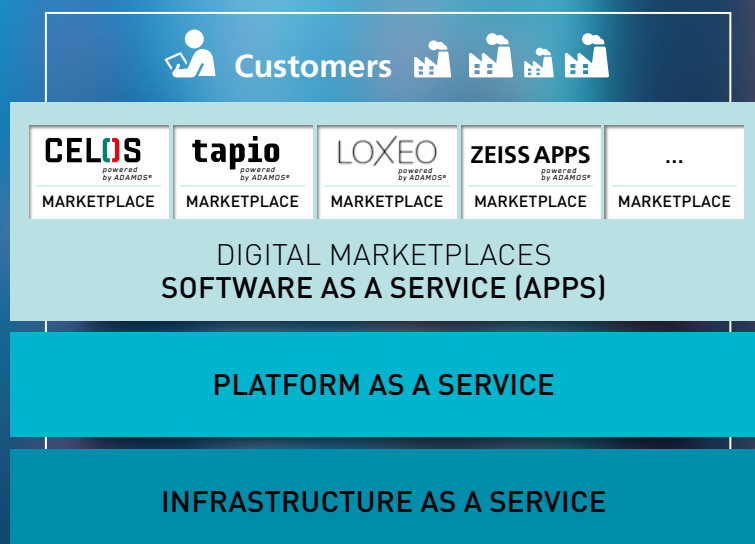 Customers
CELOS
powered
by ADAMOS®
MARKETPLACE
tapio
powered
by ADAMOS®
MARKETPLACE
LOXEO
powered
by ADAMOS®
MARKETPLACE
ZEISS APPS
powered
by ADAMOS®
MARKETPLACE
...
MARKETPLACE
DIGITAL MARKETPLACES
SOFTWARE AS A SERVICE (APPS)
PLATFORM AS A SERVICE
INFRASTRUCTURE AS A SERVICE